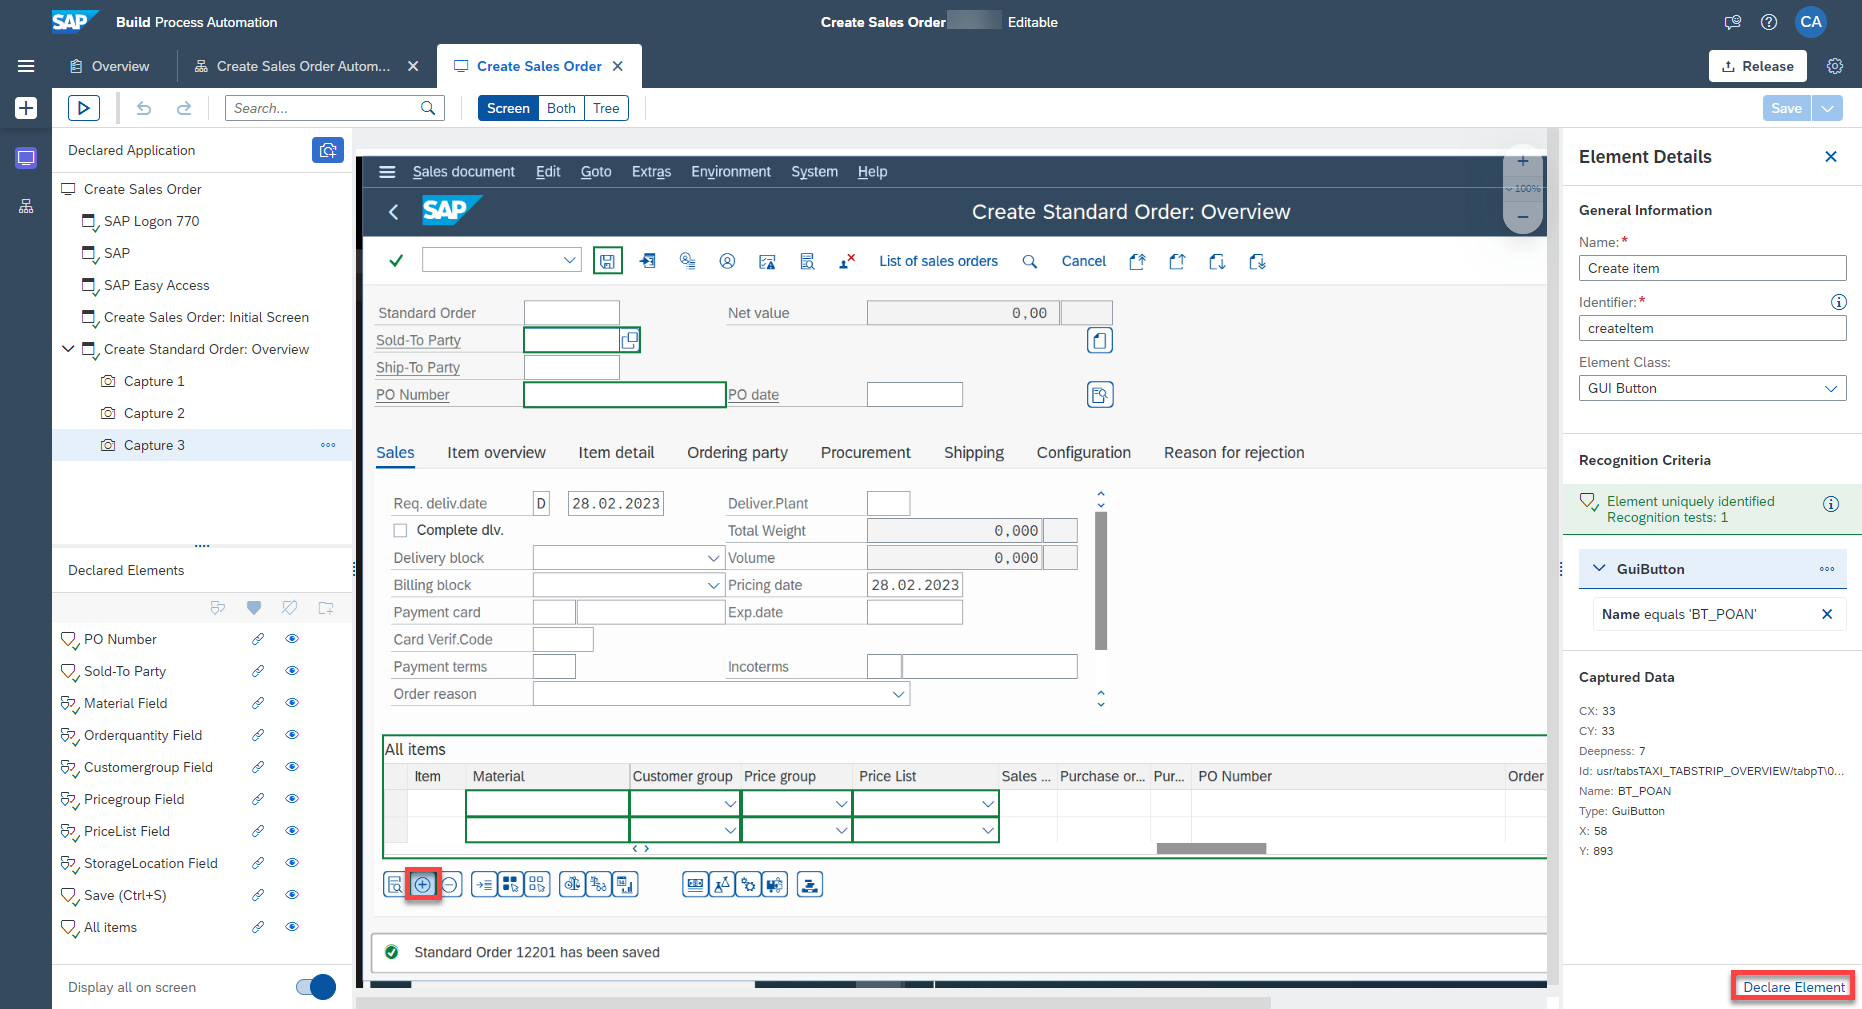 SAP Build Process Automation
Create Sales Order Editable
CA
Overview
Create Sales Order Autom...
Create Sales Order
Release
Search...
Screen Both Tree
Save
Declared Application
Create Sales Order
SAP Logon 770
SAP
SAP Easy Access
Create Sales Order: Initial Screen
Create Standard Order: Overview
Capture 1
Capture 2
Capture 3
Declared Elements
PO Number
Sold-To Party
Material Field
Orderquantity Field
Customergroup Field
Pricegroup Field
PriceList Field
StorageLocation Field
Save (Ctrl+S)
All items
Display all on screen
Sales document Edit Goto Extras Environment System Help
100%
SAP
Create Standard Order: Overview
List of sales orders
Cancel
Standard Order
Net value 0,00
Sold-To Party
Ship-To Party
PO Number
PO date
Sales Item overview Item detail Ordering party Procurement Shipping Configuration Reason for rejection
Req. deliv.date D 28.02.2023 Deliver.Plant
Complete dlv. Total Weight 0,000
Delivery block Volume 0,000
Billing block Pricing date 28.02.2023
Payment card Exp.date
Card Verif.Code
Payment terms Incoterms
Order reason
All items
Item Material Customer group Price group Price List Sales ... Purchase or... Pur... PO Number Order
Standard Order 12201 has been saved
Element Details
General Information
Name:*
Create item
Identifier:*
createItem
Element Class:
GUI Button
Recognition Criteria
Element uniquely identified
Recognition tests: 1
GuiButton
Name equals 'BT_POAN'
Captured Data
CX: 33
CY: 33
Deepness: 7
Id: usr/tabsTAXI_TABSTRIP_OVERVIEW/tabpT\0...
Name: BT_POAN
Type: GuiButton
X: 58
Y: 893
Declare Element